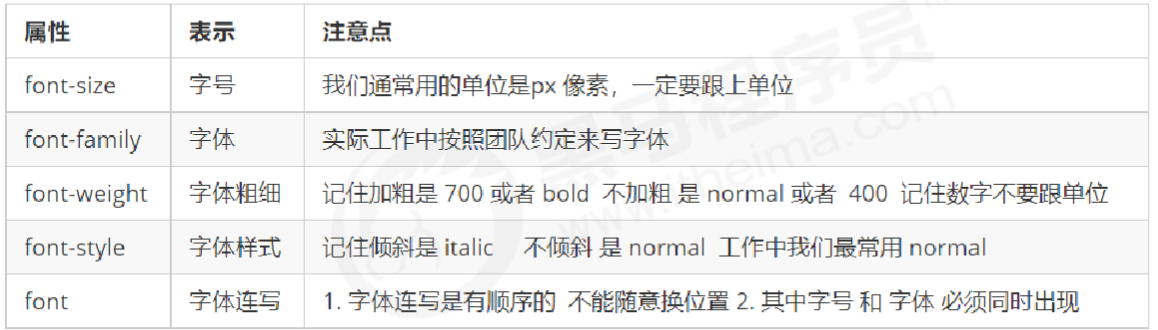 属性 表示 注意点
font-size 字号 我们通常用的单位是px 像素，一定要跟上单位
font-family 字体 实际工作中按照团队约定来写字体
font-weight 字体粗细 记住加粗是 700 或者 bold 不加粗 是 normal 或者 400 记住数字不要跟单位
font-style 字体样式 记住倾斜是 italic 不倾斜 是 normal 工作中我们最常用 normal
font 字体连写 1. 字体连写是有顺序的 不能随意换位置 2. 其中字号 和 字体 必须同时出现
黑马程序员
www.itheima.com